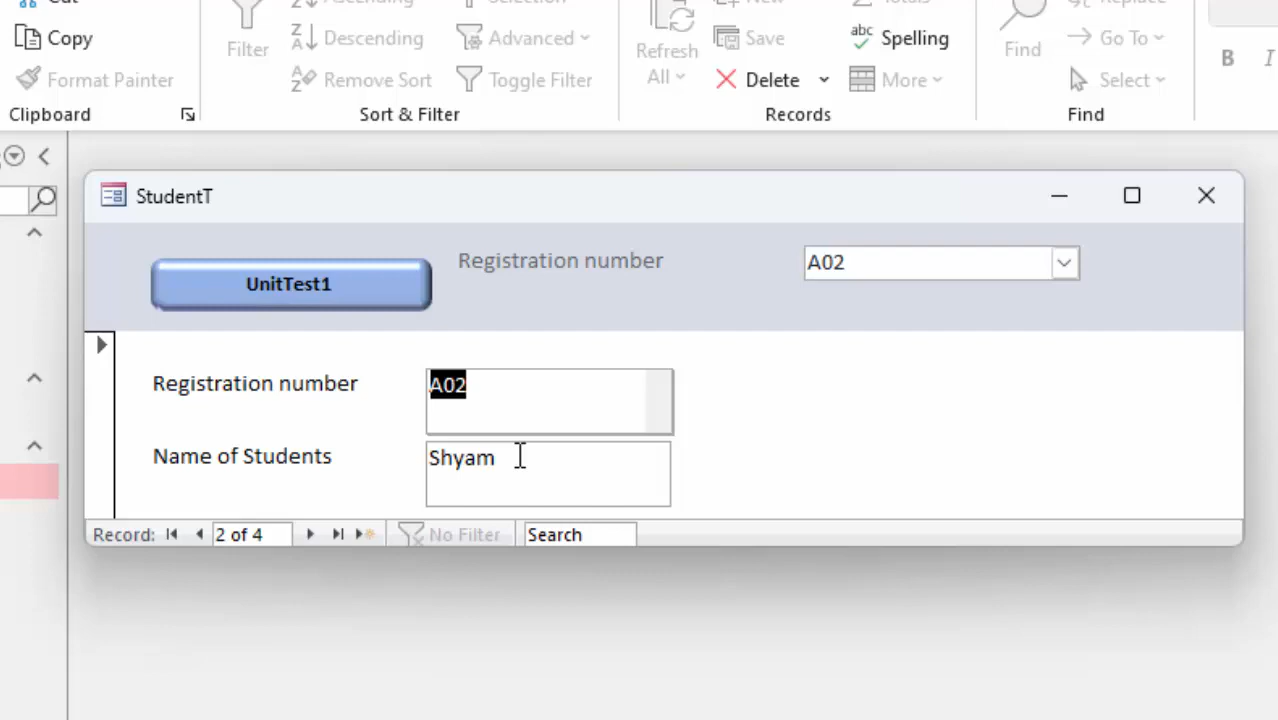 Cut
Copy
Format Painter
Clipboard
Filter
Ascending
Descending
Remove Sort
Selection
Advanced
Toggle Filter
Sort & Filter
Refresh
All
New
Save
Delete
Totals
Spelling
More
Records
Find
Replace
Go To
Select
Find
B I
StudentT
UnitTest1
Registration number
A02
Registration number
A02
Name of Students
Shyam
Record:
2 of 4
No Filter
Search